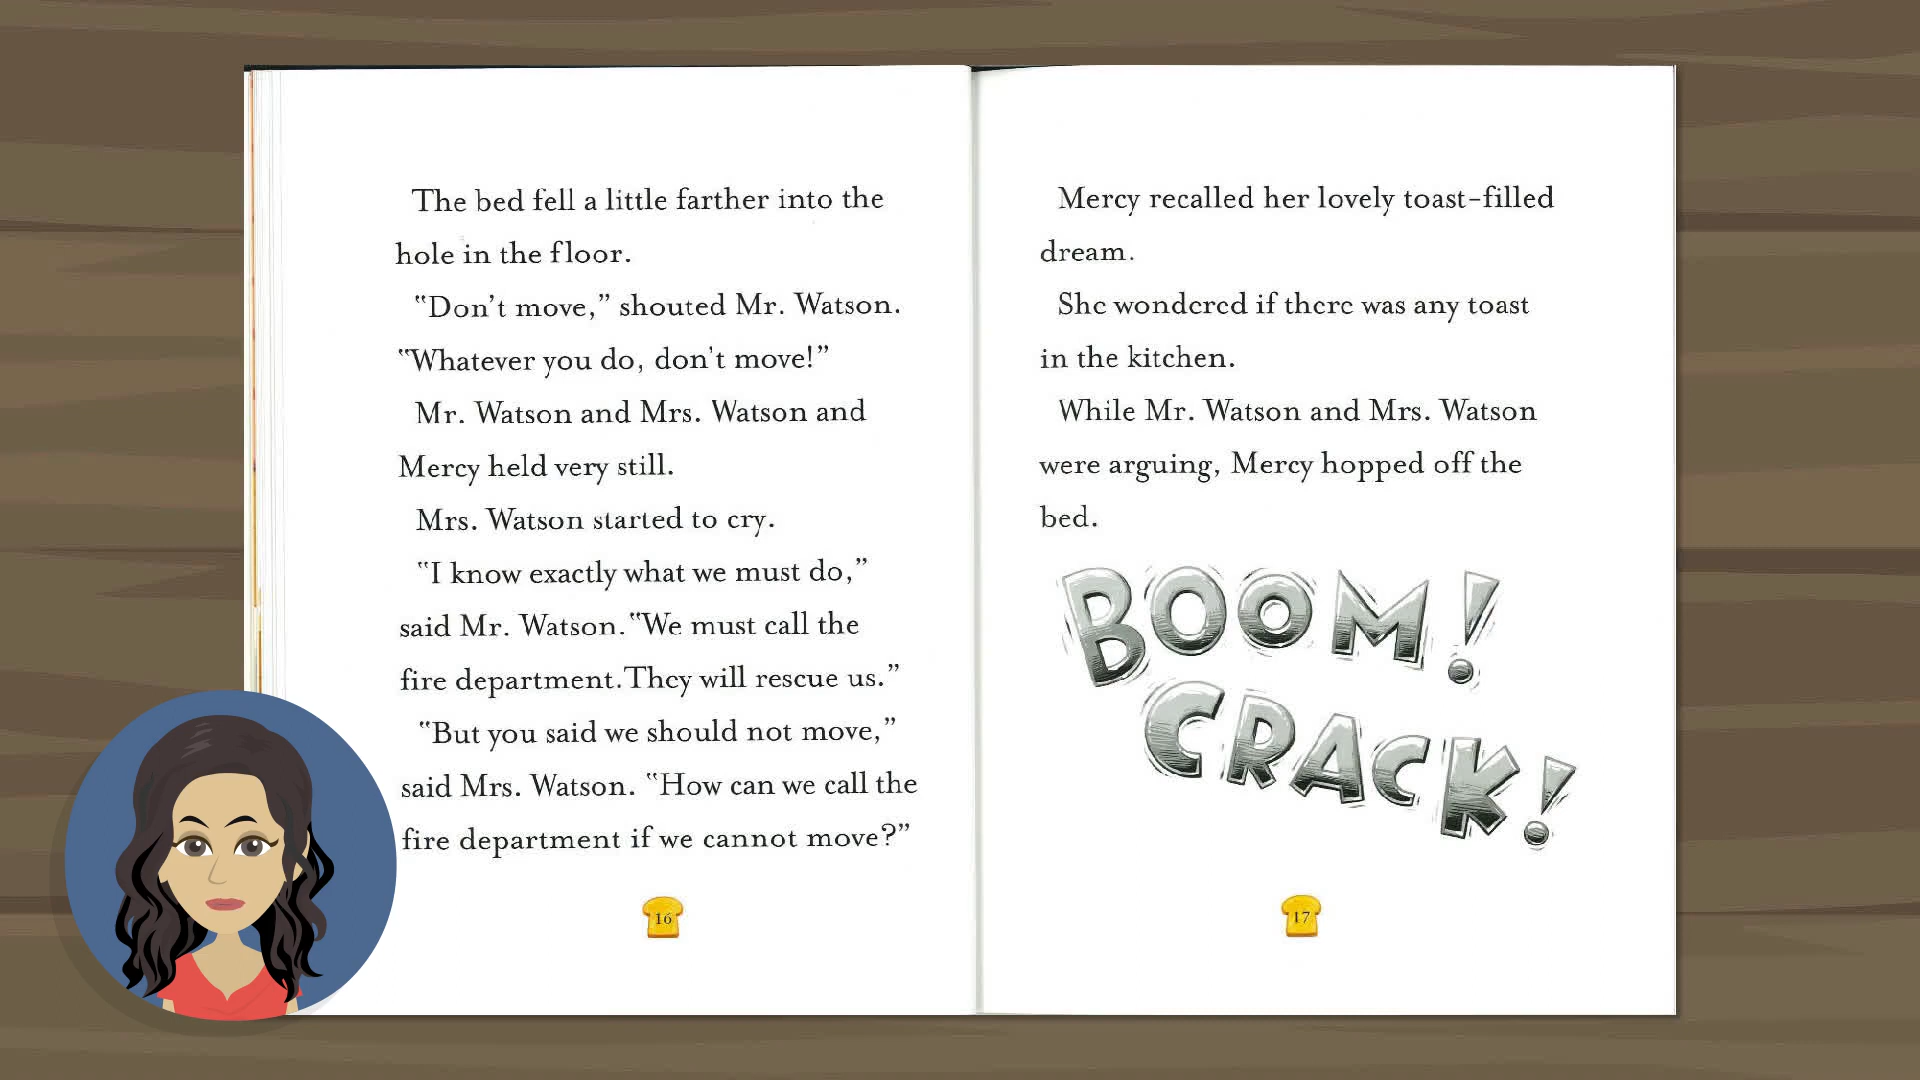 The bed fell a little farther into the
hole in the floor.
"Don't move," shouted Mr. Watson.
"Whatever you do, don't move!"
Mr. Watson and Mrs. Watson and
Mercy held very still.
Mrs. Watson started to cry.
"I know exactly what we must do,"
said Mr. Watson. "We must call the
fire department. They will rescue us."
"But you said we should not move,"
said Mrs. Watson. "How can we call the
fire department if we cannot move?"
16
Mercy recalled her lovely toast-filled
dream.
She wondered if there was any toast
in the kitchen.
While Mr. Watson and Mrs. Watson
were arguing, Mercy hopped off the
bed.
BOOM!
CRACK!
17